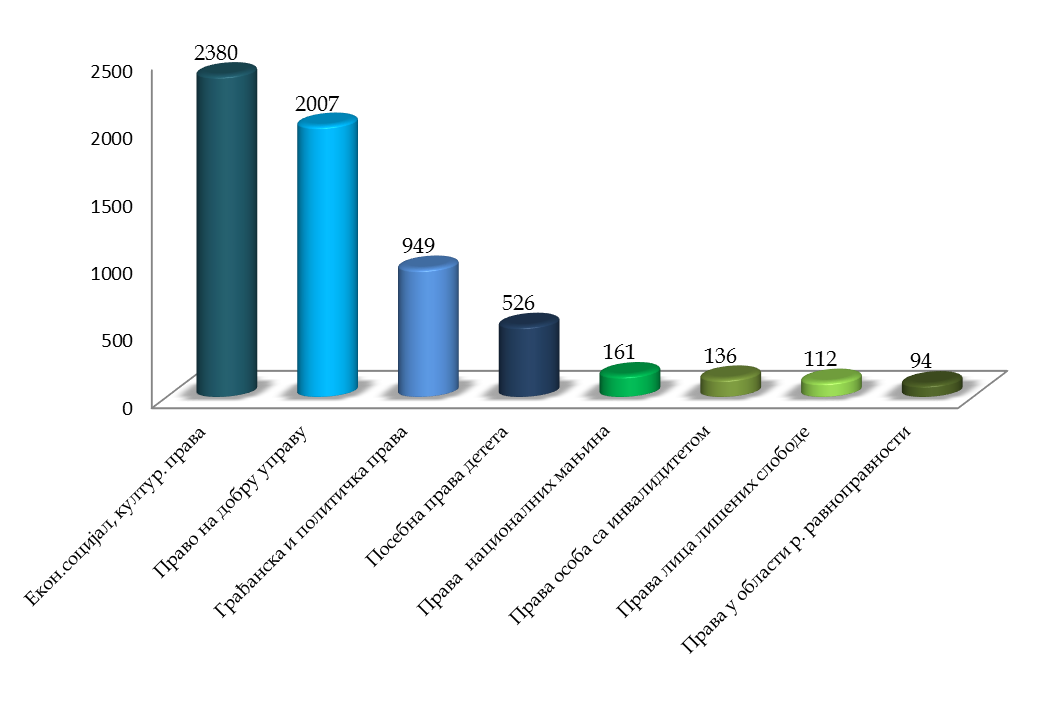 2380
2500
2007
2000
1500
949
1000
526
500
161
136
112
94
0
Екон.социјал, култур. права
Право на добру управу
Грађанска и политичка права
Посебна права детета
Права националних мањина
Права особа са инвалидитетом
Права лица лишених слободе
Права у области р. равноправности